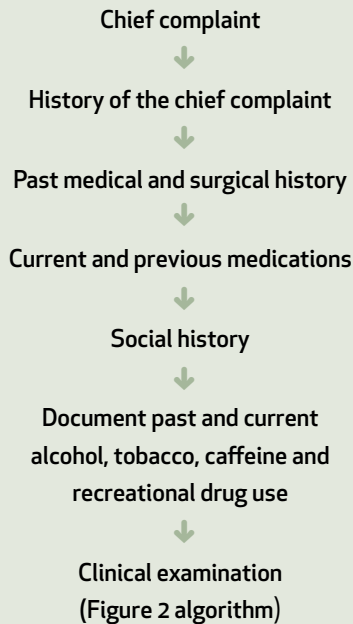 Chief complaint
History of the chief complaint
Past medical and surgical history
Current and previous medications
Social history
Document past and current
alcohol, tobacco, caffeine and
recreational drug use
Clinical examination
(Figure 2 algorithm)